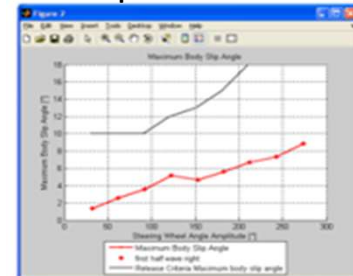 Figure 2
File Edit View Insert Tools Desktop Window Help
Maximum Body Slip Angle
18
16
14
12
10
8
6
4
2
0
Maximum Body Slip Angle [°]
0 50 100 150 200 250 300
Steering Wheel Angle Amplitude [°]
Maximum Body Slip Angle
first half wave right
Release Criteria Maximum body slip angle